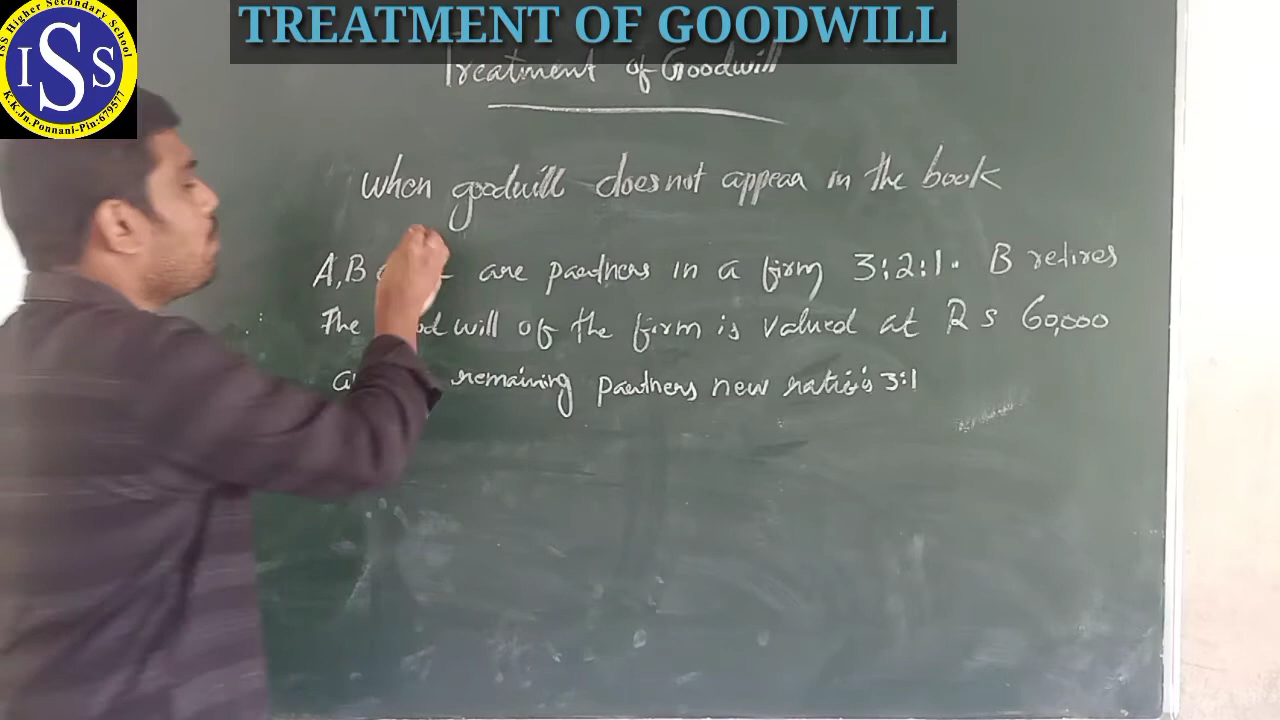 TREATMENT OF GOODWILL
ISS Higher Secondary School
ISS
K.K.Jn.Ponnani-Pin:679577
Treatment of Goodwill
when goodwill does not appear in the book
A, B are partners in a firm 3:2:1. B retires
The will of the firm is valued at Rs 60,000
remaining partners new ratio is 3:1